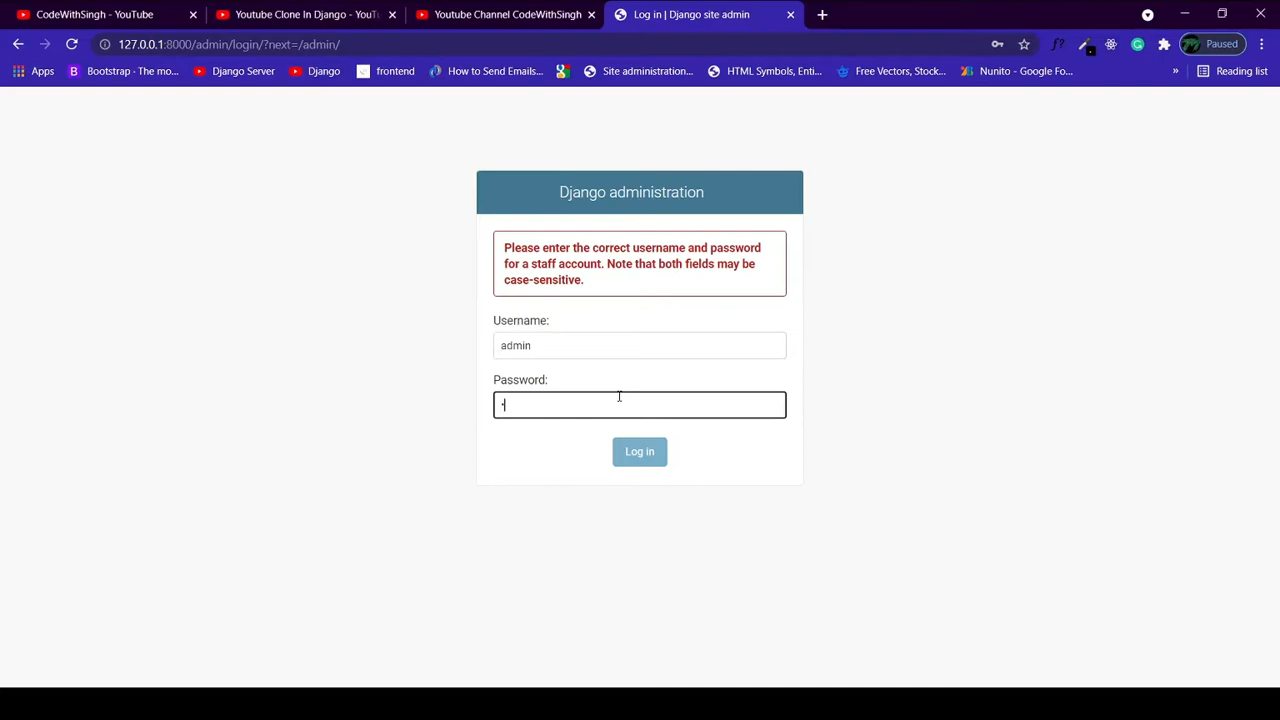 CodeWithSingh - YouTube
Youtube Clone In Django - YouTu
Youtube Channel CodeWithSingh
Log in | Django site admin
127.0.0.1:8000/admin/login/?next=/admin/
Paused
Apps
Bootstrap · The mo...
Django Server
Django
frontend
How to Send Emails...
Site administration...
HTML Symbols, Enti...
Free Vectors, Stock...
Nunito - Google Fo...
»
Reading list
Django administration
Please enter the correct username and password
for a staff account. Note that both fields may be
case-sensitive.
Username:
admin
Password:
Log in